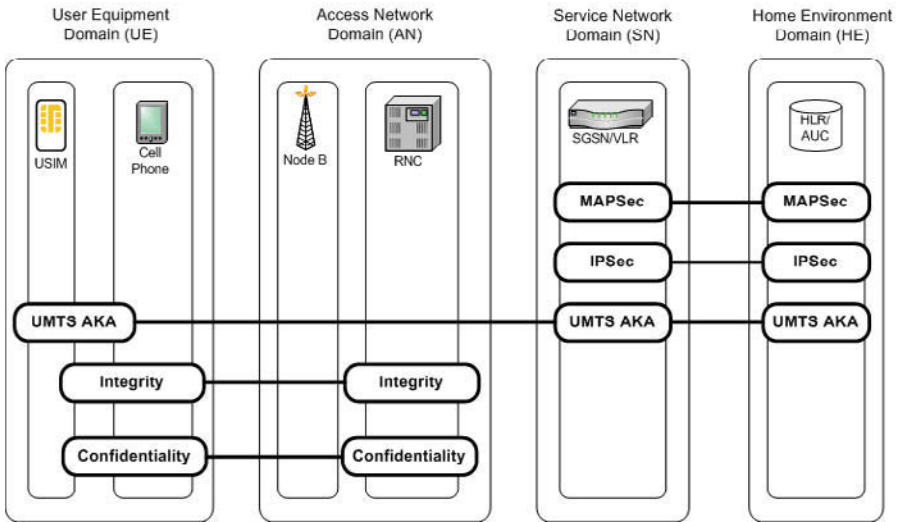 User Equipment
Domain (UE)
Access Network
Domain (AN)
Service Network
Domain (SN)
Home Environment
Domain (HE)
USIM
Cell
Phone
Node B
RNC
SGSN/VLR
HLR/
AUC
MAPSec
MAPSec
IPSec
IPSec
UMTS AKA
UMTS AKA
UMTS AKA
Integrity
Integrity
Confidentiality
Confidentiality